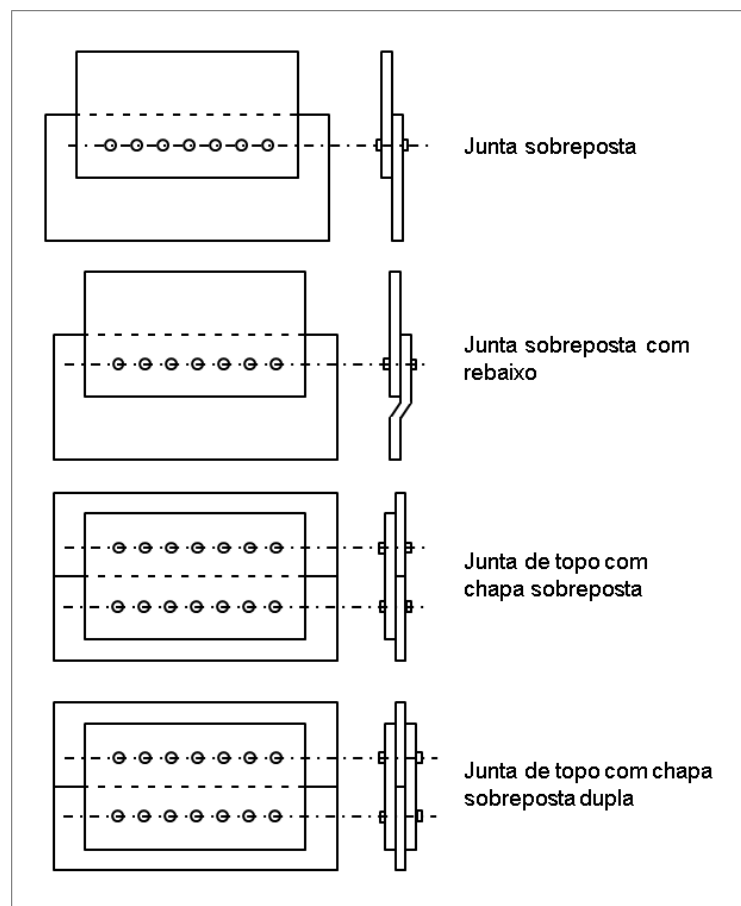 Junta sobreposta
Junta sobreposta com
rebaixo
Junta de topo com
chapa sobreposta
Junta de topo com chapa
sobreposta dupla